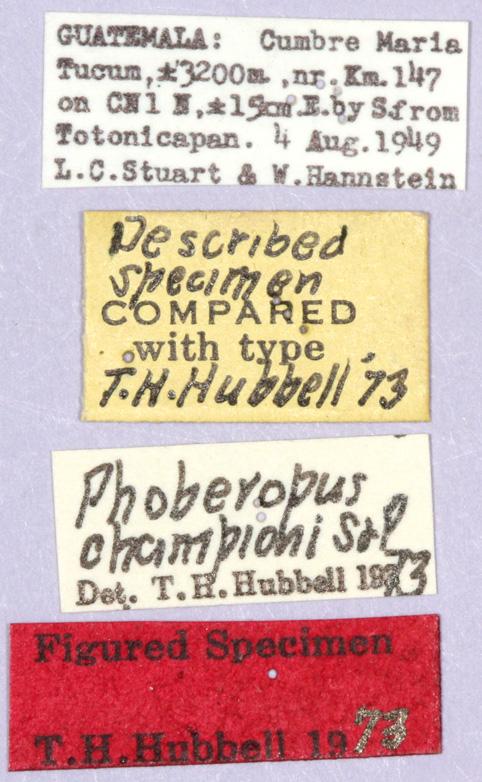 GUATEMALA: Cumbre Maria
Tucum,±3200m ,nr.Km.147
on CN1 N,±15km.E.by S.from
Totonicapan. 4 Aug.1949
L.C.Stuart & W.Hannstein
Described
specimen
COMPARED
with type
T.H.Hubbell '73
Phoberopus
championi Stl
Det. T.H.Hubbell 1973
Figured Specimen
T.H.Hubbell 1973